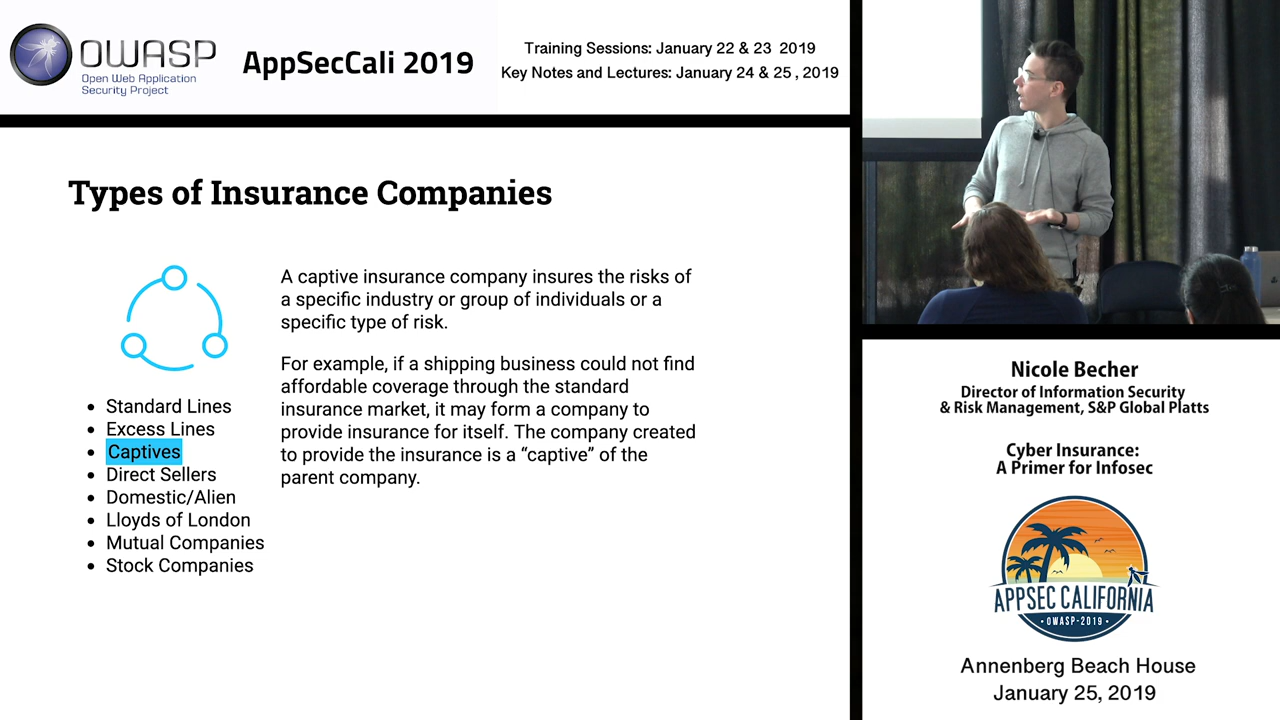 OWASP
Open Web Application
Security Project
AppSecCali 2019
Training Sessions: January 22 & 23 2019
Key Notes and Lectures: January 24 & 25, 2019
Types of Insurance Companies
A captive insurance company insures the risks of
a specific industry or group of individuals or a
specific type of risk.
For example, if a shipping business could not find
affordable coverage through the standard
insurance market, it may form a company to
provide insurance for itself. The company created
to provide the insurance is a “captive” of the
parent company.
• Standard Lines
• Excess Lines
• Captives
• Direct Sellers
• Domestic/Alien
• Lloyds of London
• Mutual Companies
• Stock Companies
Nicole Becher
Director of Information Security
& Risk Management, S&P Global Platts
Cyber Insurance:
A Primer for Infosec
APPSEC CALIFORNIA
• OWASP-2019 •
Annenberg Beach House
January 25, 2019